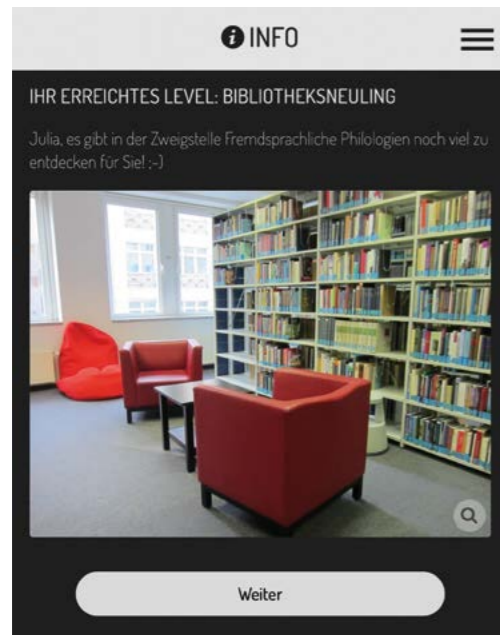 INFO
IHR ERREICHTES LEVEL: BIBLIOTHEKSNEULING
Julia, es gibt in der Zweigstelle Fremdsprachliche Philologien noch viel zu
entdecken für Sie! ;-)
Weiter